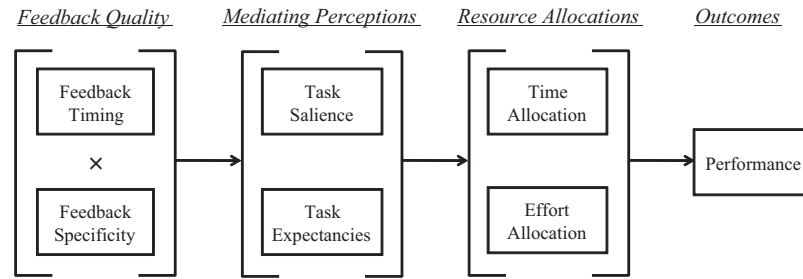 Feedback Quality
Mediating Perceptions
Resource Allocations
Outcomes
Feedback
Timing
×
Feedback
Specificity
Task
Salience
Task
Expectancies
Time
Allocation
Effort
Allocation
Performance